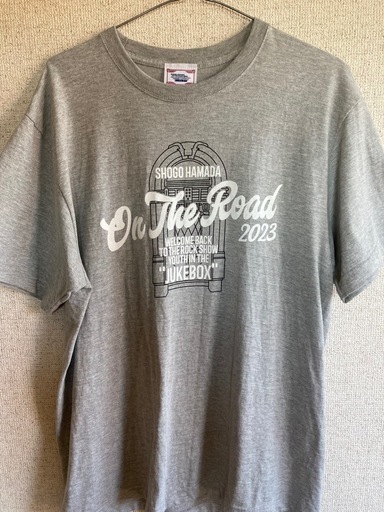 SHOGO HAMADA
On The Road
2023
WELCOME BACK
TO THE ROCK SHOW
YOUTH IN THE
"JUKEBOX"